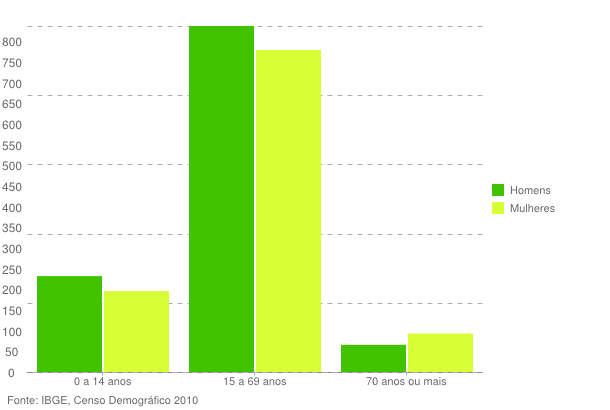 800
750
700
650
600
550
500
450
400
350
300
250
200
150
100
50
0
0 a 14 anos
15 a 69 anos
70 anos ou mais
Homens
Mulheres
Fonte: IBGE, Censo Demográfico 2010